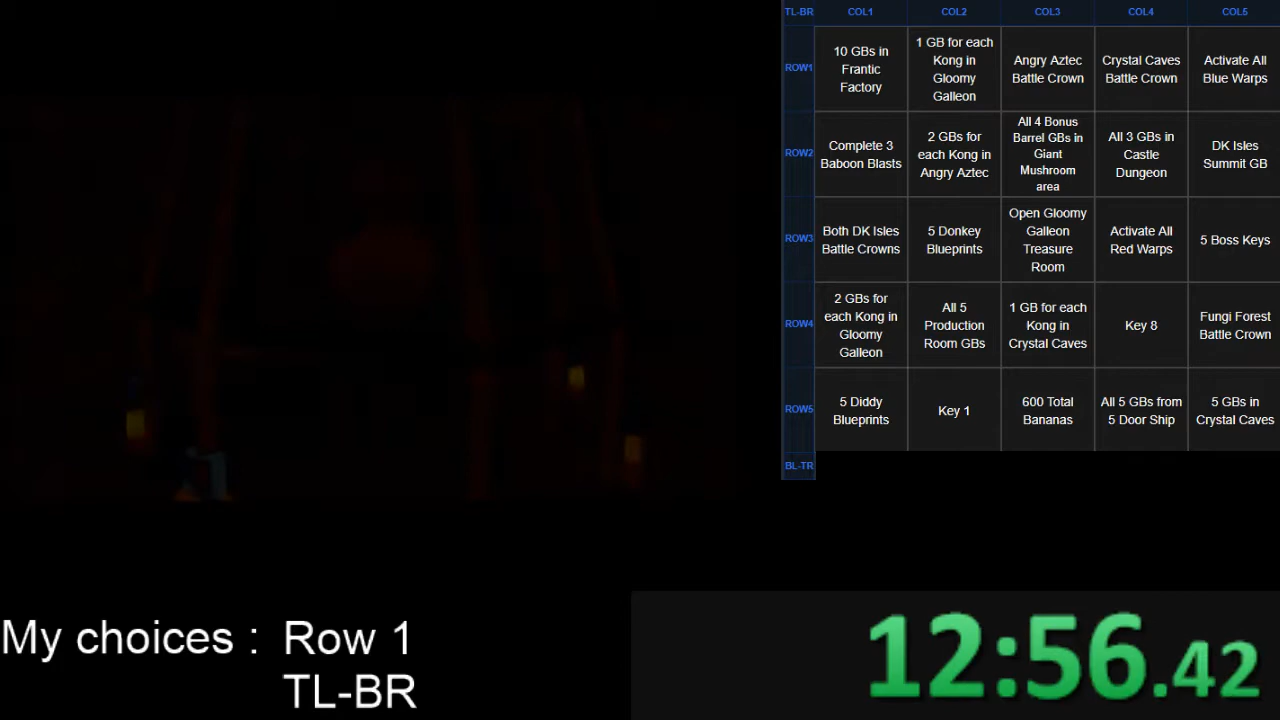 TL-BR COL1 COL2 COL3 COL4 COL5
ROW1
10 GBs in
Frantic
Factory
1 GB for each
Kong in
Gloomy
Galleon
Angry Aztec
Battle Crown
Crystal Caves
Battle Crown
Activate All
Blue Warps
ROW2
Complete 3
Baboon Blasts
2 GBs for
each Kong in
Angry Aztec
All 4 Bonus
Barrel GBs in
Giant
Mushroom
area
All 3 GBs in
Castle
Dungeon
DK Isles
Summit GB
ROW3
Both DK Isles
Battle Crowns
5 Donkey
Blueprints
Open Gloomy
Galleon
Treasure
Room
Activate All
Red Warps
5 Boss Keys
ROW4
2 GBs for
each Kong in
Gloomy
Galleon
All 5
Production
Room GBs
1 GB for each
Kong in
Crystal Caves
Key 8
Fungi Forest
Battle Crown
ROW5
5 Diddy
Blueprints
Key 1
600 Total
Bananas
All 5 GBs from
5 Door Ship
5 GBs in
Crystal Caves
BL-TR
My choices : Row 1
TL-BR
12:56.42